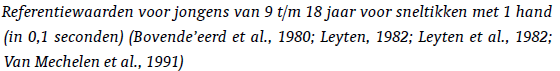 Referentiewaarden voor jongens van 9 t/m 18 jaar voor sneltikken met 1 hand
(in 0,1 seconden) (Bovende’eerd et al., 1980; Leyten, 1982; Leyten et al., 1982;
Van Mechelen et al., 1991)